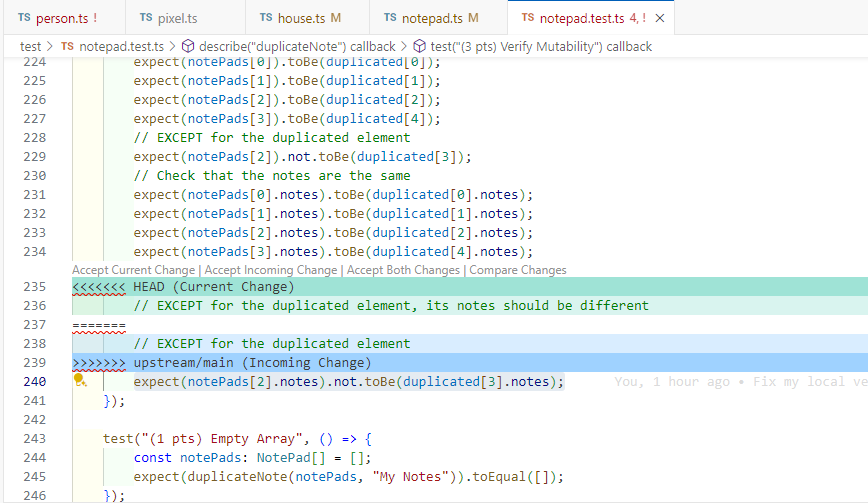 TS person.ts ! TS pixel.ts TS house.ts M TS notepad.ts M TS notepad.test.ts 4, ! ×
test > TS notepad.test.ts > describe("duplicateNote") callback > test("(3 pts) Verify Mutability") callback
224 expect(notePads[0]).toBe(duplicated[0]);
225 expect(notePads[1]).toBe(duplicated[1]);
226 expect(notePads[2]).toBe(duplicated[2]);
227 expect(notePads[3]).toBe(duplicated[4]);
228 // EXCEPT for the duplicated element
229 expect(notePads[2]).not.toBe(duplicated[3]);
230 // Check that the notes are the same
231 expect(notePads[0].notes).toBe(duplicated[0].notes);
232 expect(notePads[1].notes).toBe(duplicated[1].notes);
233 expect(notePads[2].notes).toBe(duplicated[2].notes);
234 expect(notePads[3].notes).toBe(duplicated[4].notes);
Accept Current Change | Accept Incoming Change | Accept Both Changes | Compare Changes
235 <<<<<<< HEAD (Current Change)
236 // EXCEPT for the duplicated element, its notes should be different
237 =======
238 // EXCEPT for the duplicated element
239 >>>>>>> upstream/main (Incoming Change)
240 expect(notePads[2].notes).not.toBe(duplicated[3].notes); You, 1 hour ago • Fix my local ve
241 });
242
243 test("(1 pts) Empty Array", () => {
244 const notePads: NotePad[] = [];
245 expect(duplicateNote(notePads, "My Notes")).toEqual([]);
246 });